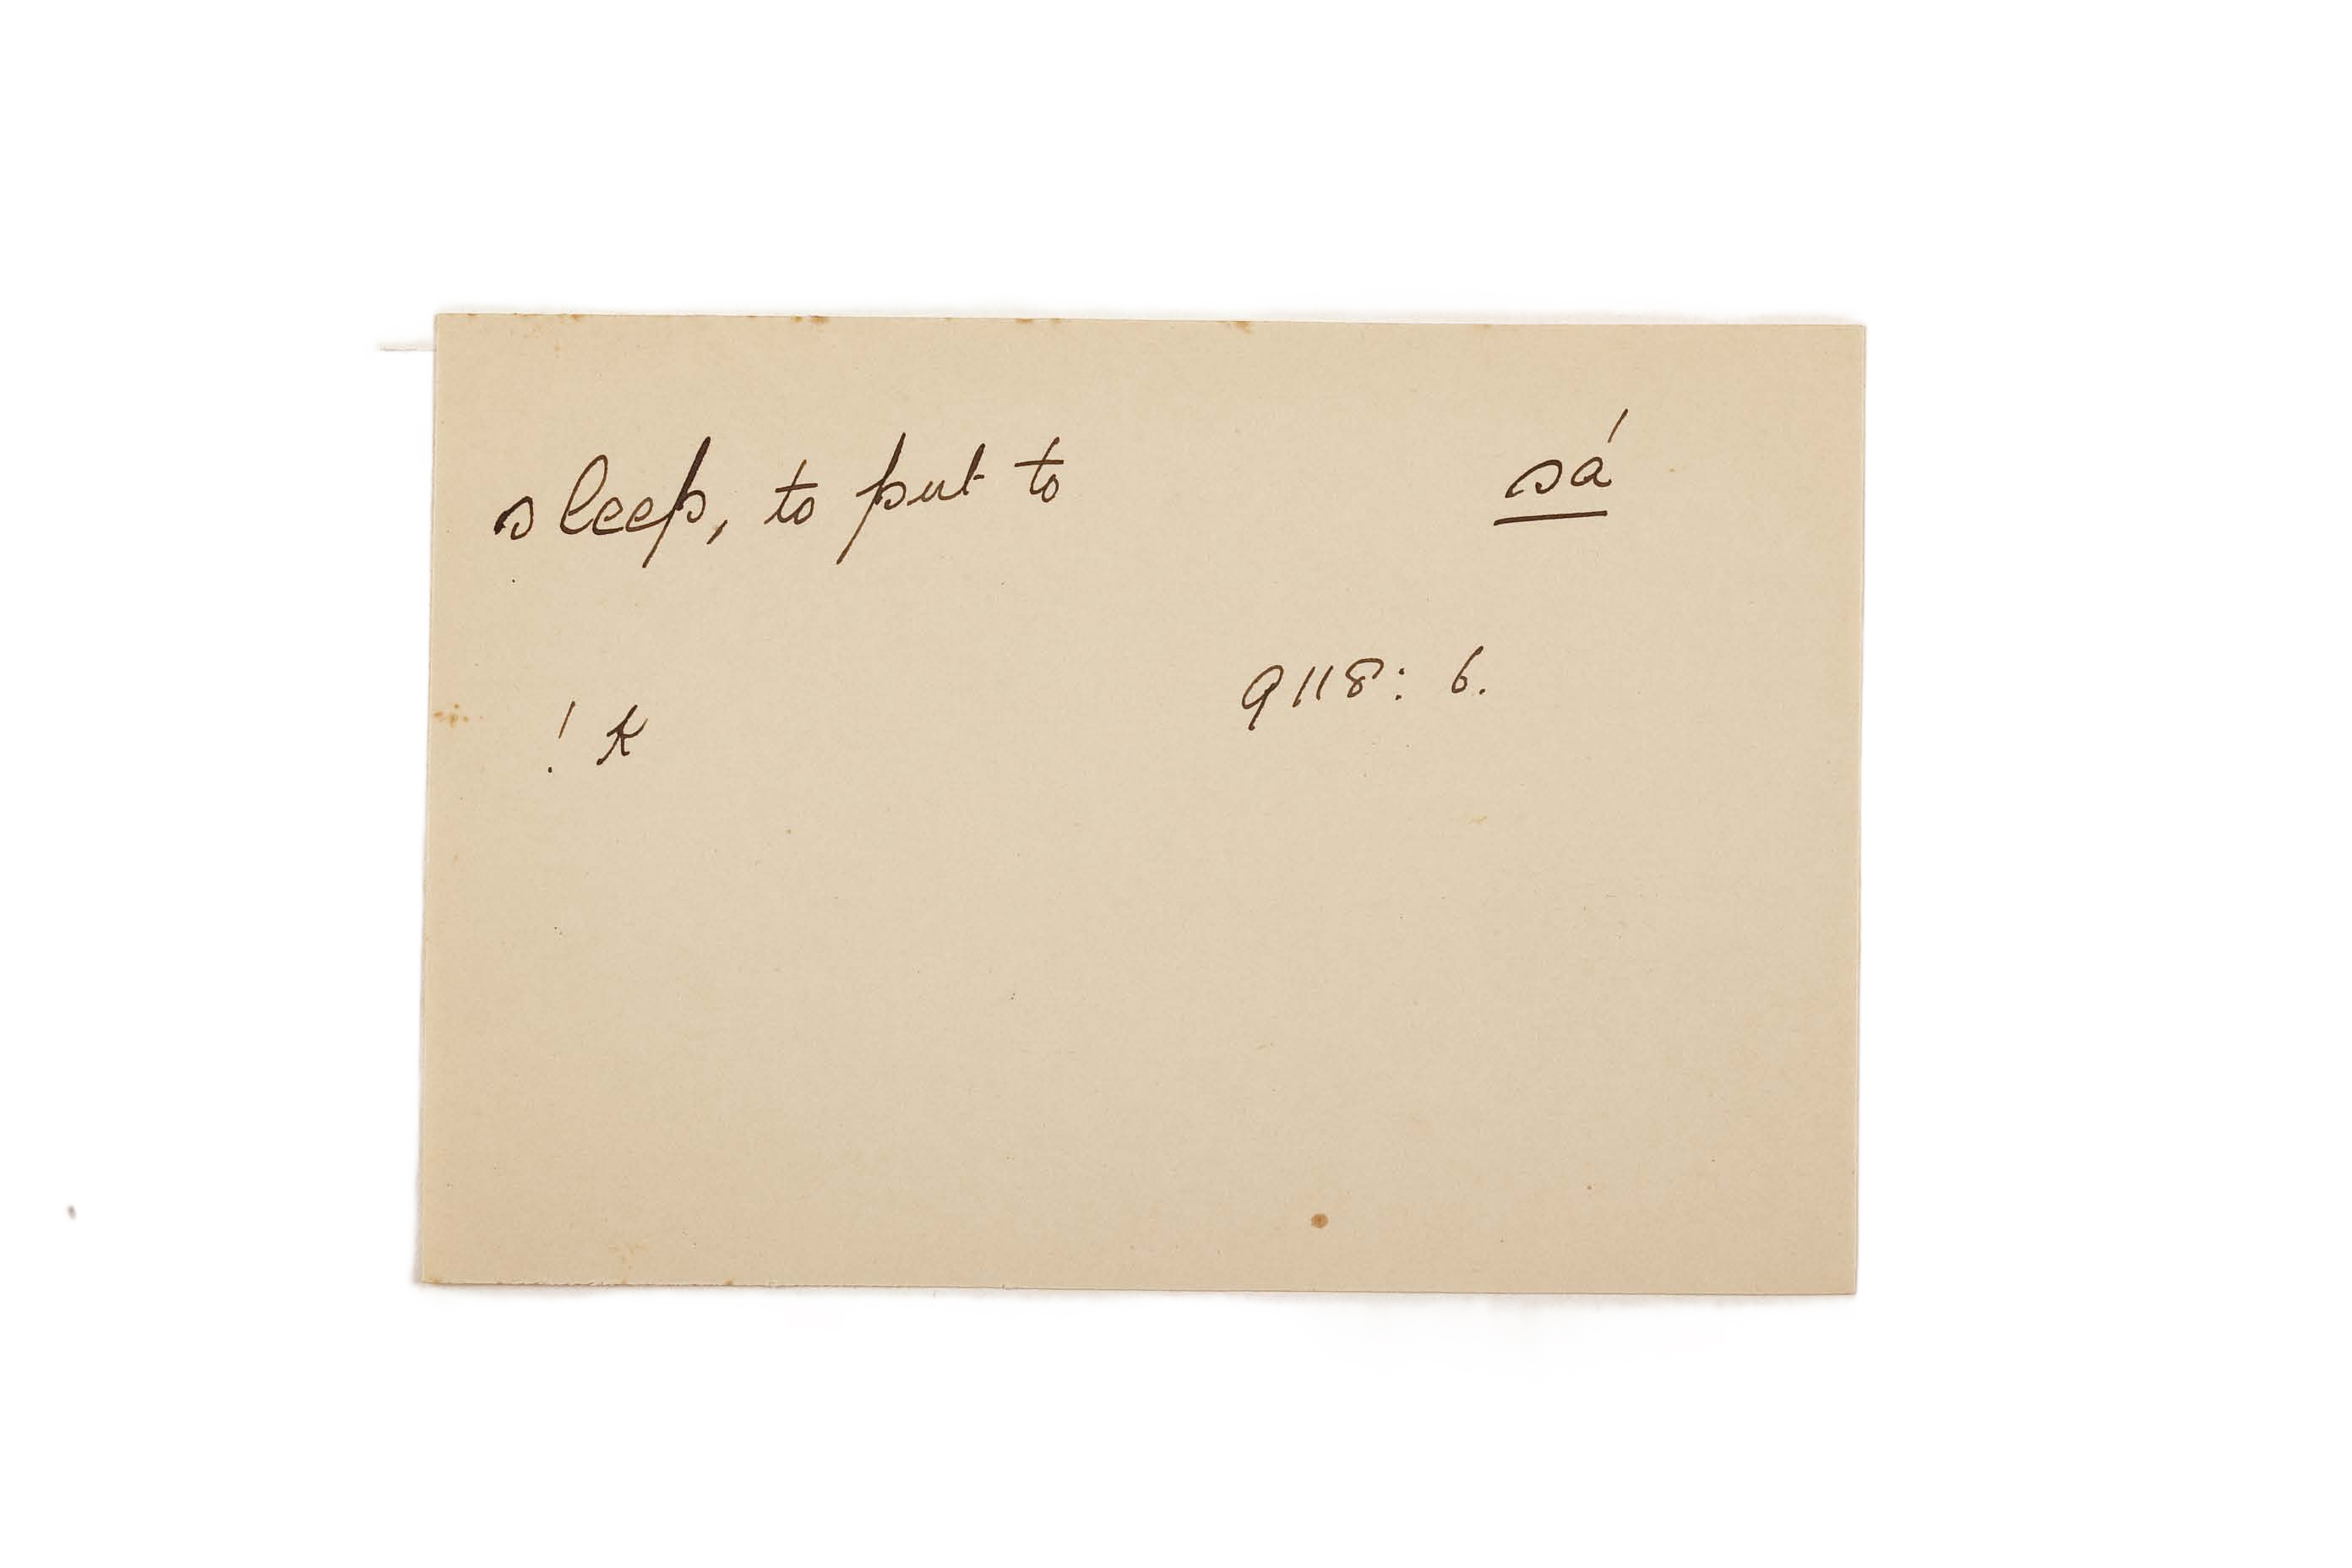 sleep, to put to sá
9118: 6.
! k